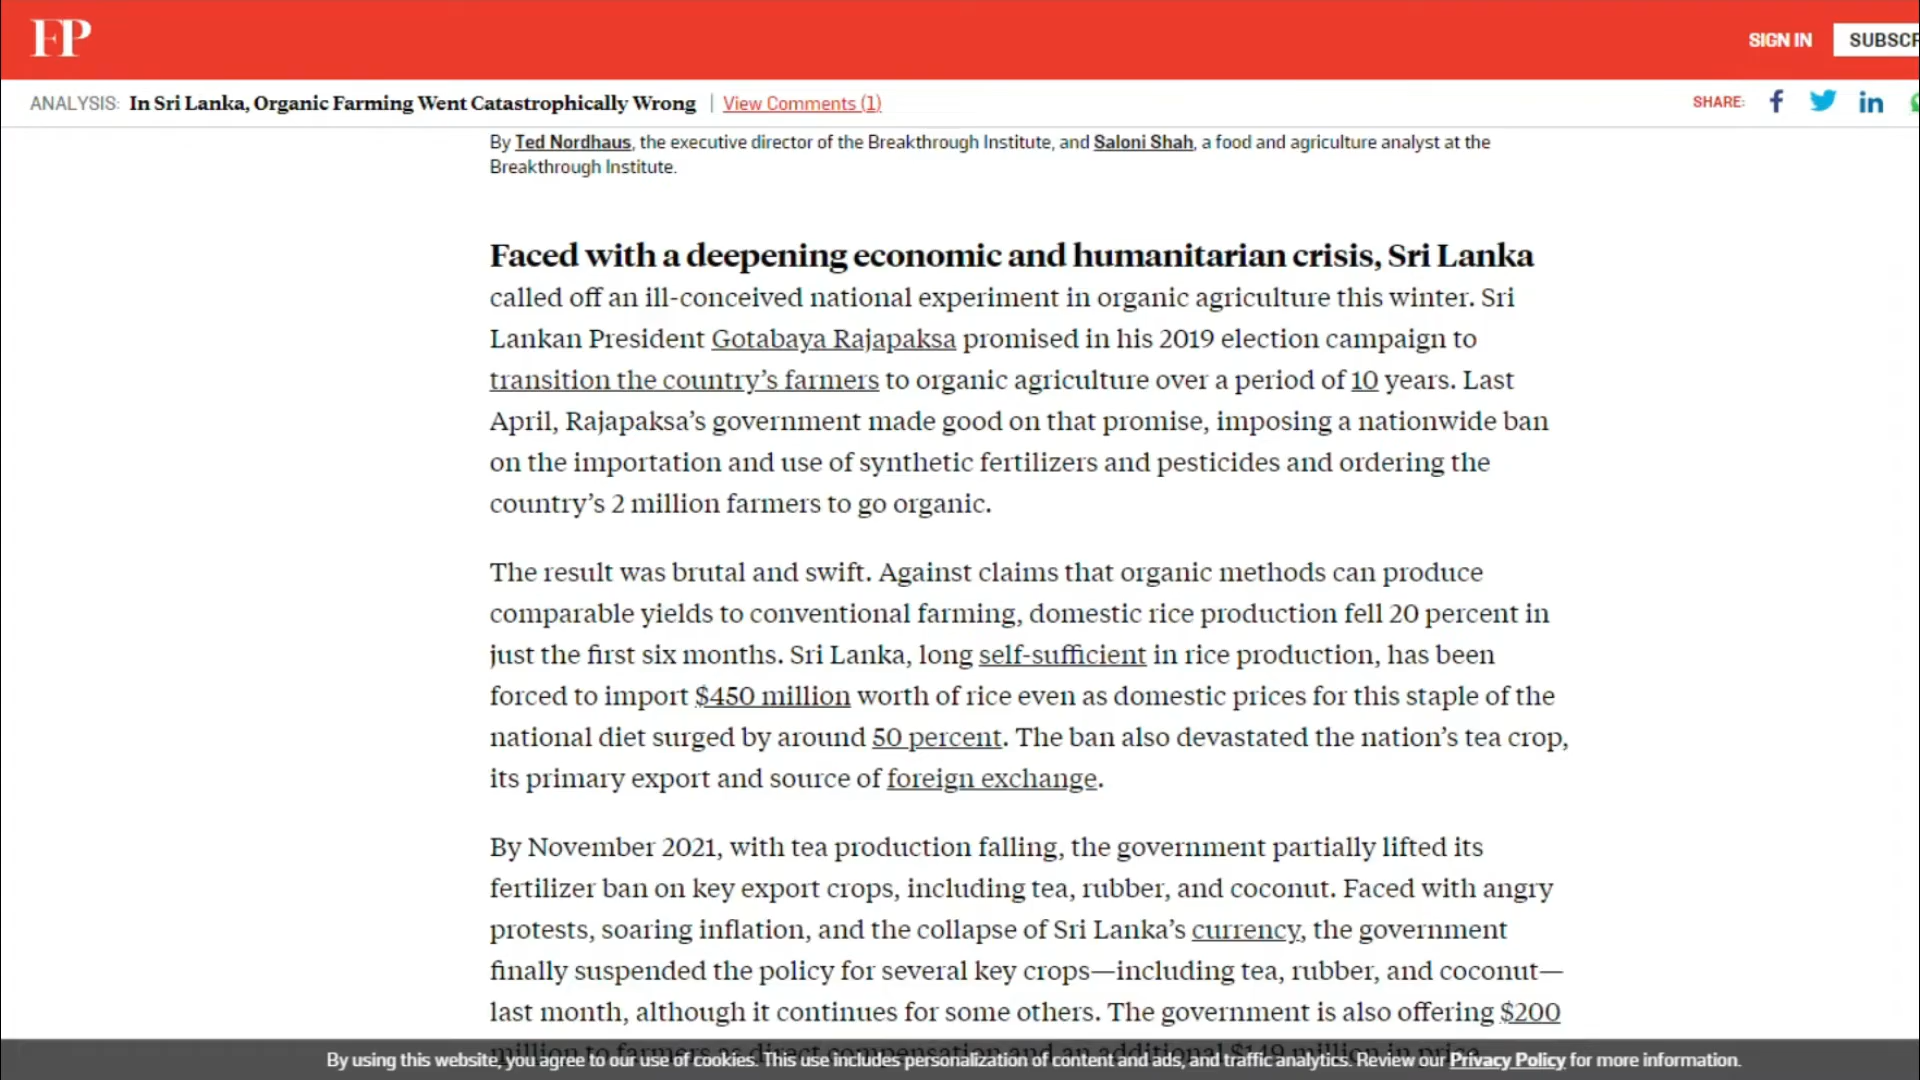 FP
SIGN IN
SUBSCR
ANALYSIS: In Sri Lanka, Organic Farming Went Catastrophically Wrong | View Comments (1)
SHARE:
By Ted Nordhaus, the executive director of the Breakthrough Institute, and Saloni Shah, a food and agriculture analyst at the
Breakthrough Institute.
Faced with a deepening economic and humanitarian crisis, Sri Lanka
called off an ill-conceived national experiment in organic agriculture this winter. Sri
Lankan President Gotabaya Rajapaksa promised in his 2019 election campaign to
transition the country’s farmers to organic agriculture over a period of 10 years. Last
April, Rajapaksa’s government made good on that promise, imposing a nationwide ban
on the importation and use of synthetic fertilizers and pesticides and ordering the
country’s 2 million farmers to go organic.
The result was brutal and swift. Against claims that organic methods can produce
comparable yields to conventional farming, domestic rice production fell 20 percent in
just the first six months. Sri Lanka, long self-sufficient in rice production, has been
forced to import $450 million worth of rice even as domestic prices for this staple of the
national diet surged by around 50 percent. The ban also devastated the nation’s tea crop,
its primary export and source of foreign exchange.
By November 2021, with tea production falling, the government partially lifted its
fertilizer ban on key export crops, including tea, rubber, and coconut. Faced with angry
protests, soaring inflation, and the collapse of Sri Lanka’s currency, the government
finally suspended the policy for several key crops—including tea, rubber, and coconut—
last month, although it continues for some others. The government is also offering $200
million to farmers as direct compensation and an additional $149 million in price
By using this website, you agree to our use of cookies. This use includes personalization of content and ads, and traffic analytics. Review our Privacy Policy for more information.